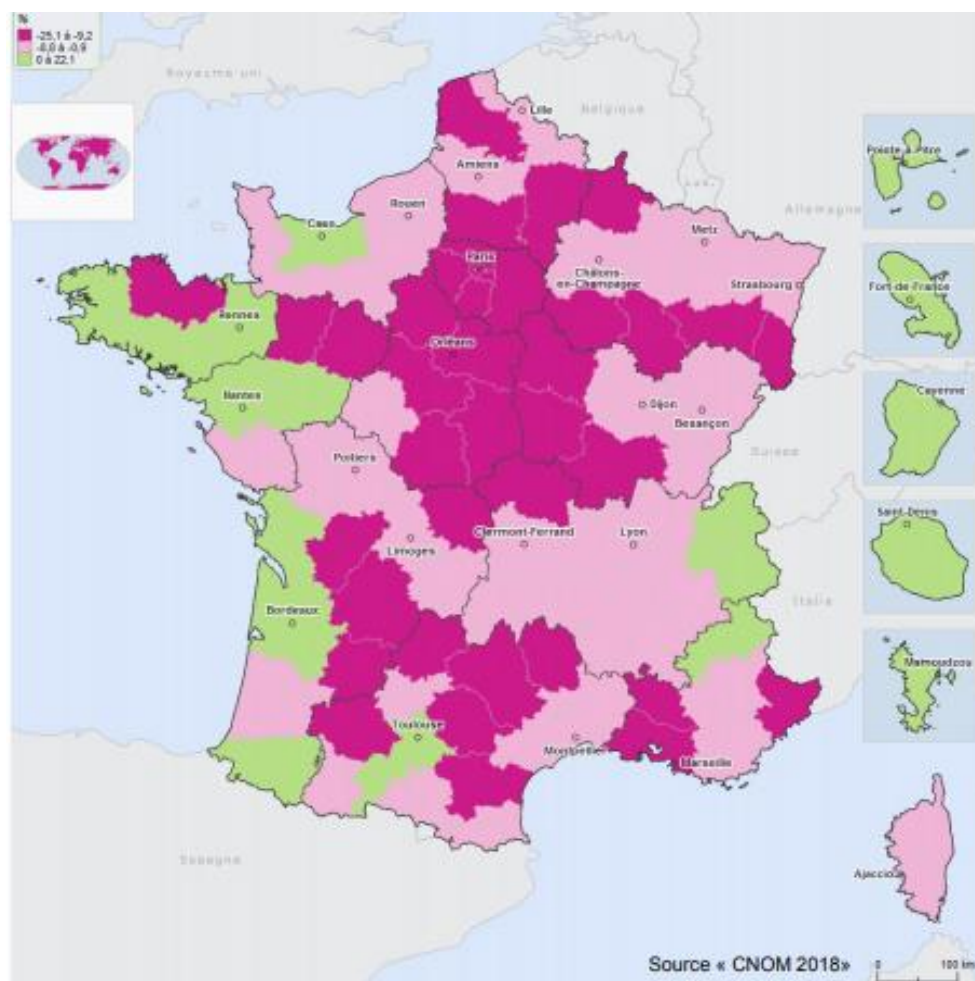 %
-25,1 à -9,2
-8,8 à -0,9
0 à 22,1
Royaume-uni
Belgique
Lux.
Allemagne
Suisse
Italia
Espagne
Lille
Amiens
Rouen
Caen
Metz
Paris
Châlons-
en-Champagne
Strasbourg
Rennes
Orléans
Nantes
Dijon
Besançon
Poitiers
Clermont-Ferrand
Lyon
Limoges
Bordeaux
Toulouse
Montpellier
Marseille
Ajaccio
Pointe-à-Pitre
Fort-de-France
Cayenne
Saint-Denis
Mamoudzou
Source « CNOM 2018»
0 100 km